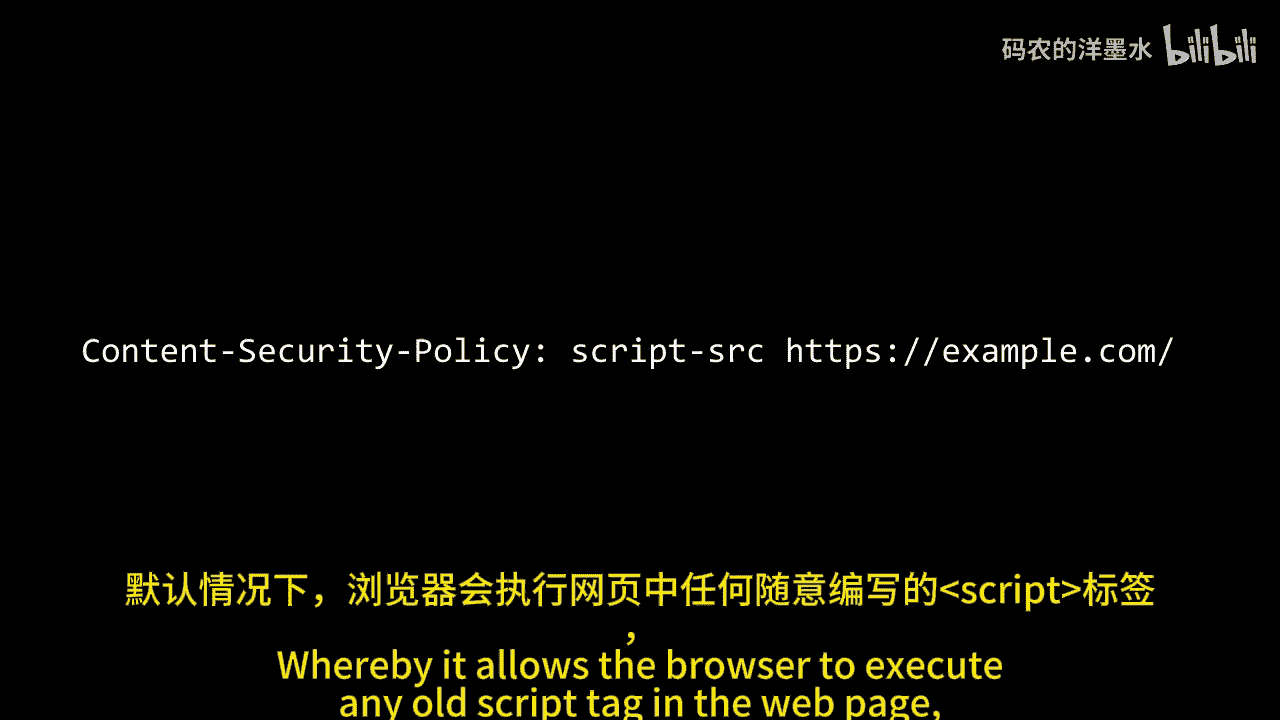 码农的洋墨水 bilibili
Content-Security-Policy: script-src https://example.com/
默认情况下，浏览器会执行网页中任何随意编写的<script>标签
，
Whereby it allows the browser to execute
any old script tag in the web page,